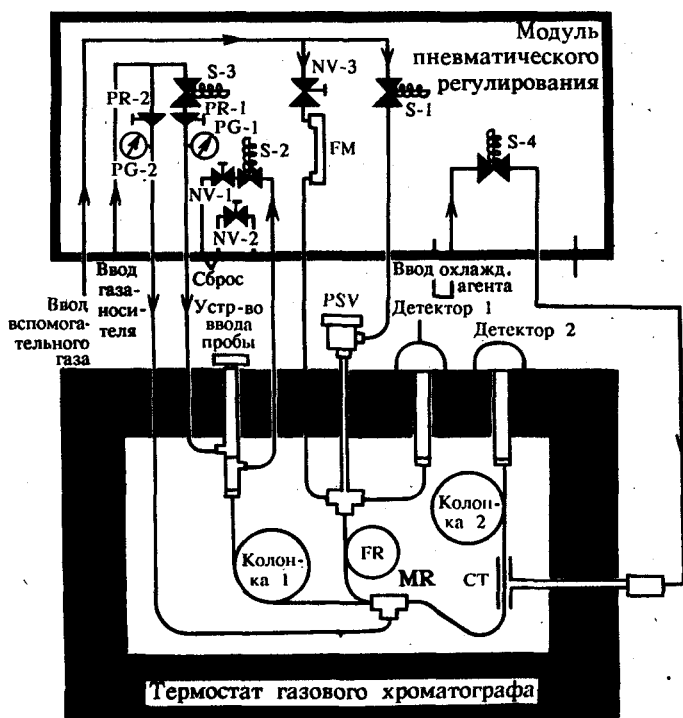 Модуль
пневматического
регулирования
S-3
NV-3
PR-2
PR-1
PG-1
S-1
S-2
S-4
PG-2
FM
NV-1
NV-2
Ввод
вспомога-
тельного
газа
Ввод
газа-
носи-
теля
Сброс
Устр-во
ввода
пробы
PSV
Ввод охлажд.
агента
Детектор 1
Детектор 2
Колон-
ка 1
FR
MR
Колон-
ка 2
СТ
Термостат газового хроматографа